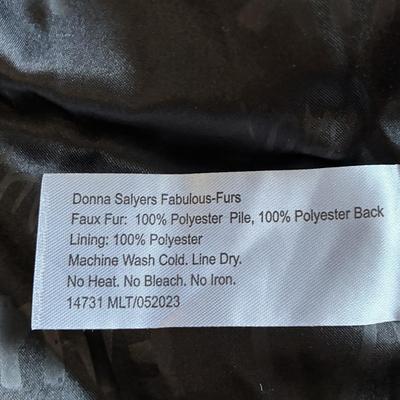 Donna Salyers Fabulous-Furs
Faux Fur: 100% Polyester Pile, 100% Polyester Back
Lining: 100% Polyester
Machine Wash Cold. Line Dry.
No Heat. No Bleach. No Iron.
14731 MLT/052023